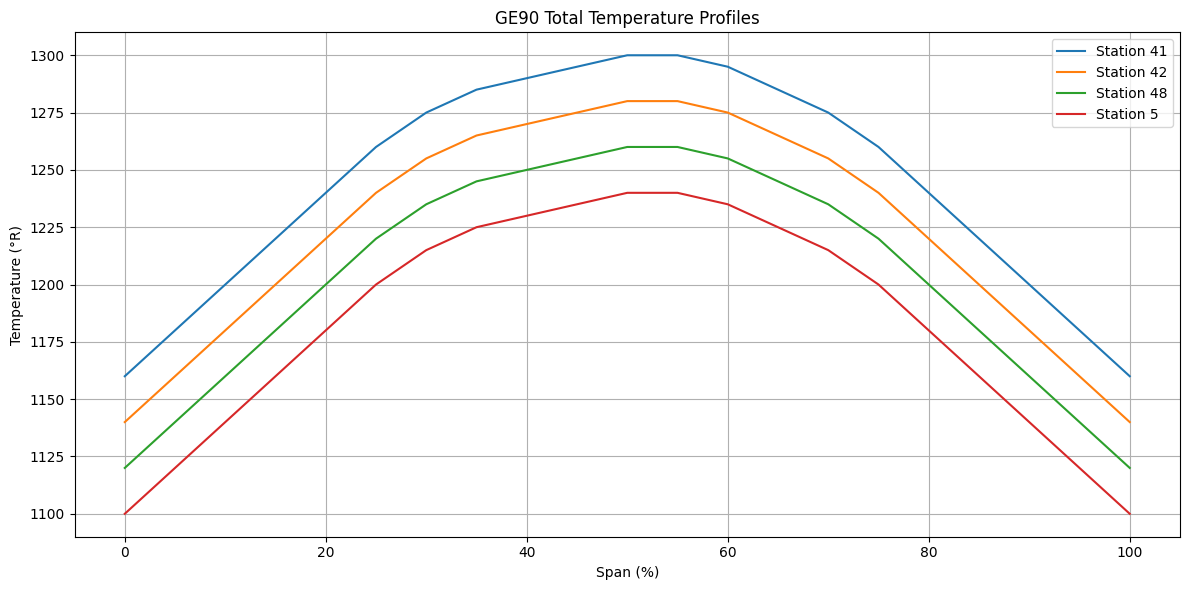 GE90 Total Temperature Profiles
Station 41
Station 42
Station 48
Station 5
Temperature (°R)
1300
1275
1250
1225
1200
1175
1150
1125
1100
0 20 40 60 80 100
Span (%)